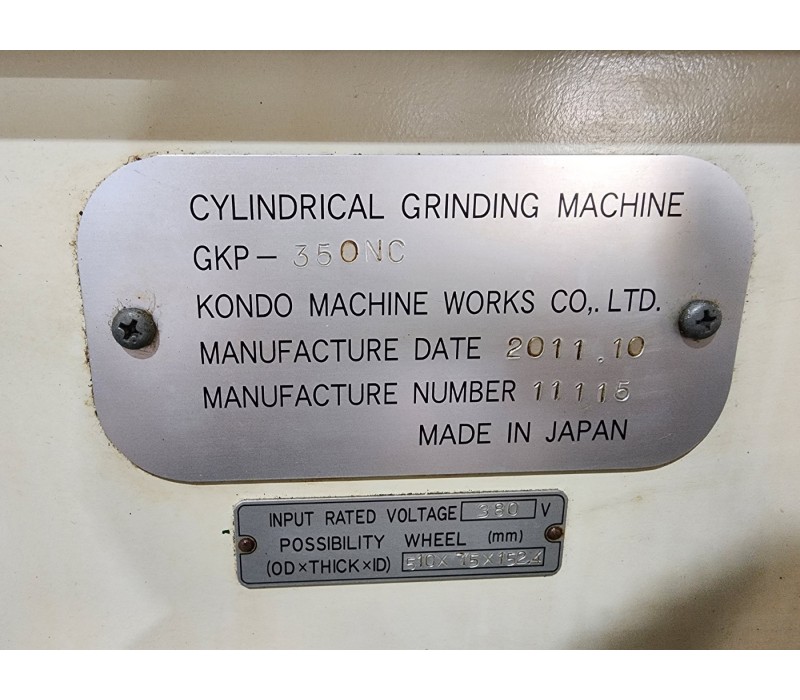 CYLINDRICAL GRINDING MACHINE
GKP- 350NC
KONDO MACHINE WORKS CO,. LTD.
MANUFACTURE DATE 2011.10
MANUFACTURE NUMBER 11115
MADE IN JAPAN
INPUT RATED VOLTAGE 380 V
POSSIBILITY WHEEL (mm)
(OD×THICK×ID) 510×75×152.4